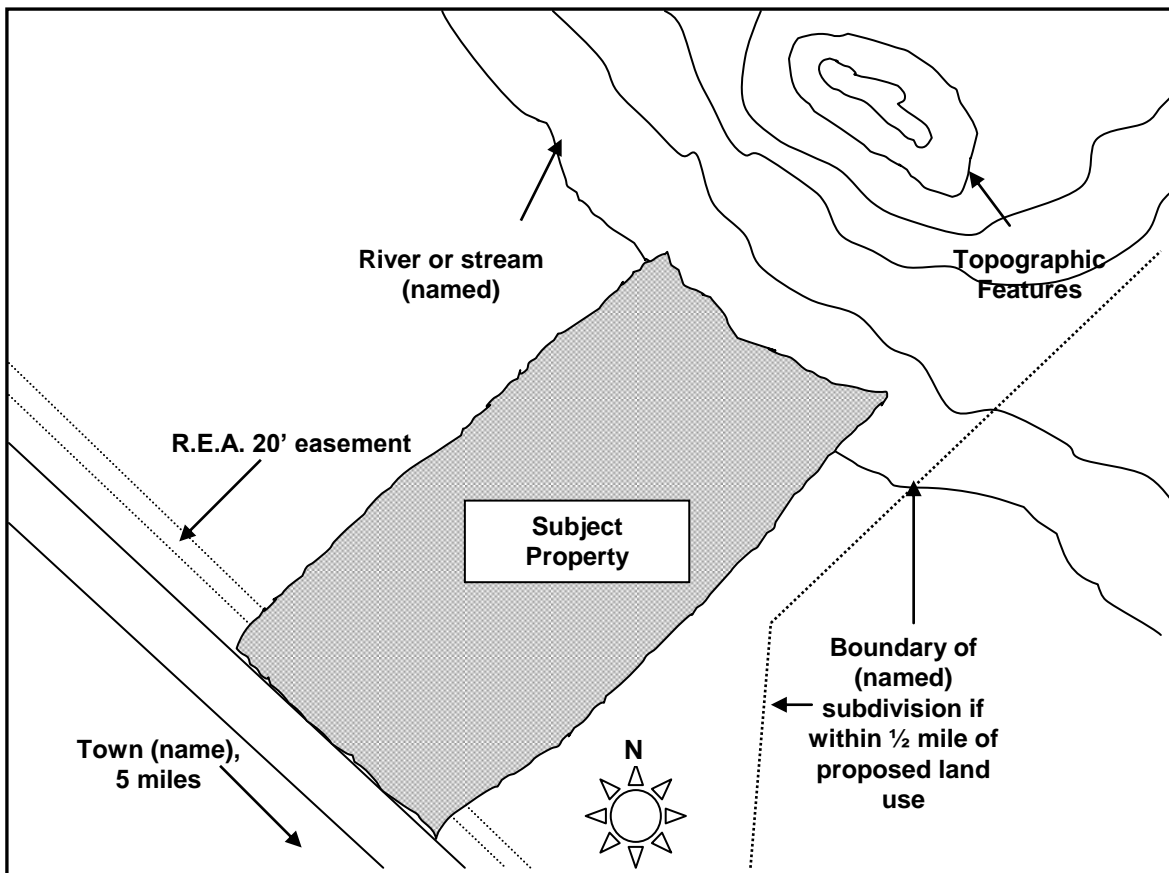 River or stream
(named)
Topographic
Features
R.E.A. 20’ easement
Subject
Property
Boundary of
(named)
subdivision if
within ½ mile of
proposed land
use
Town (name),
5 miles
N